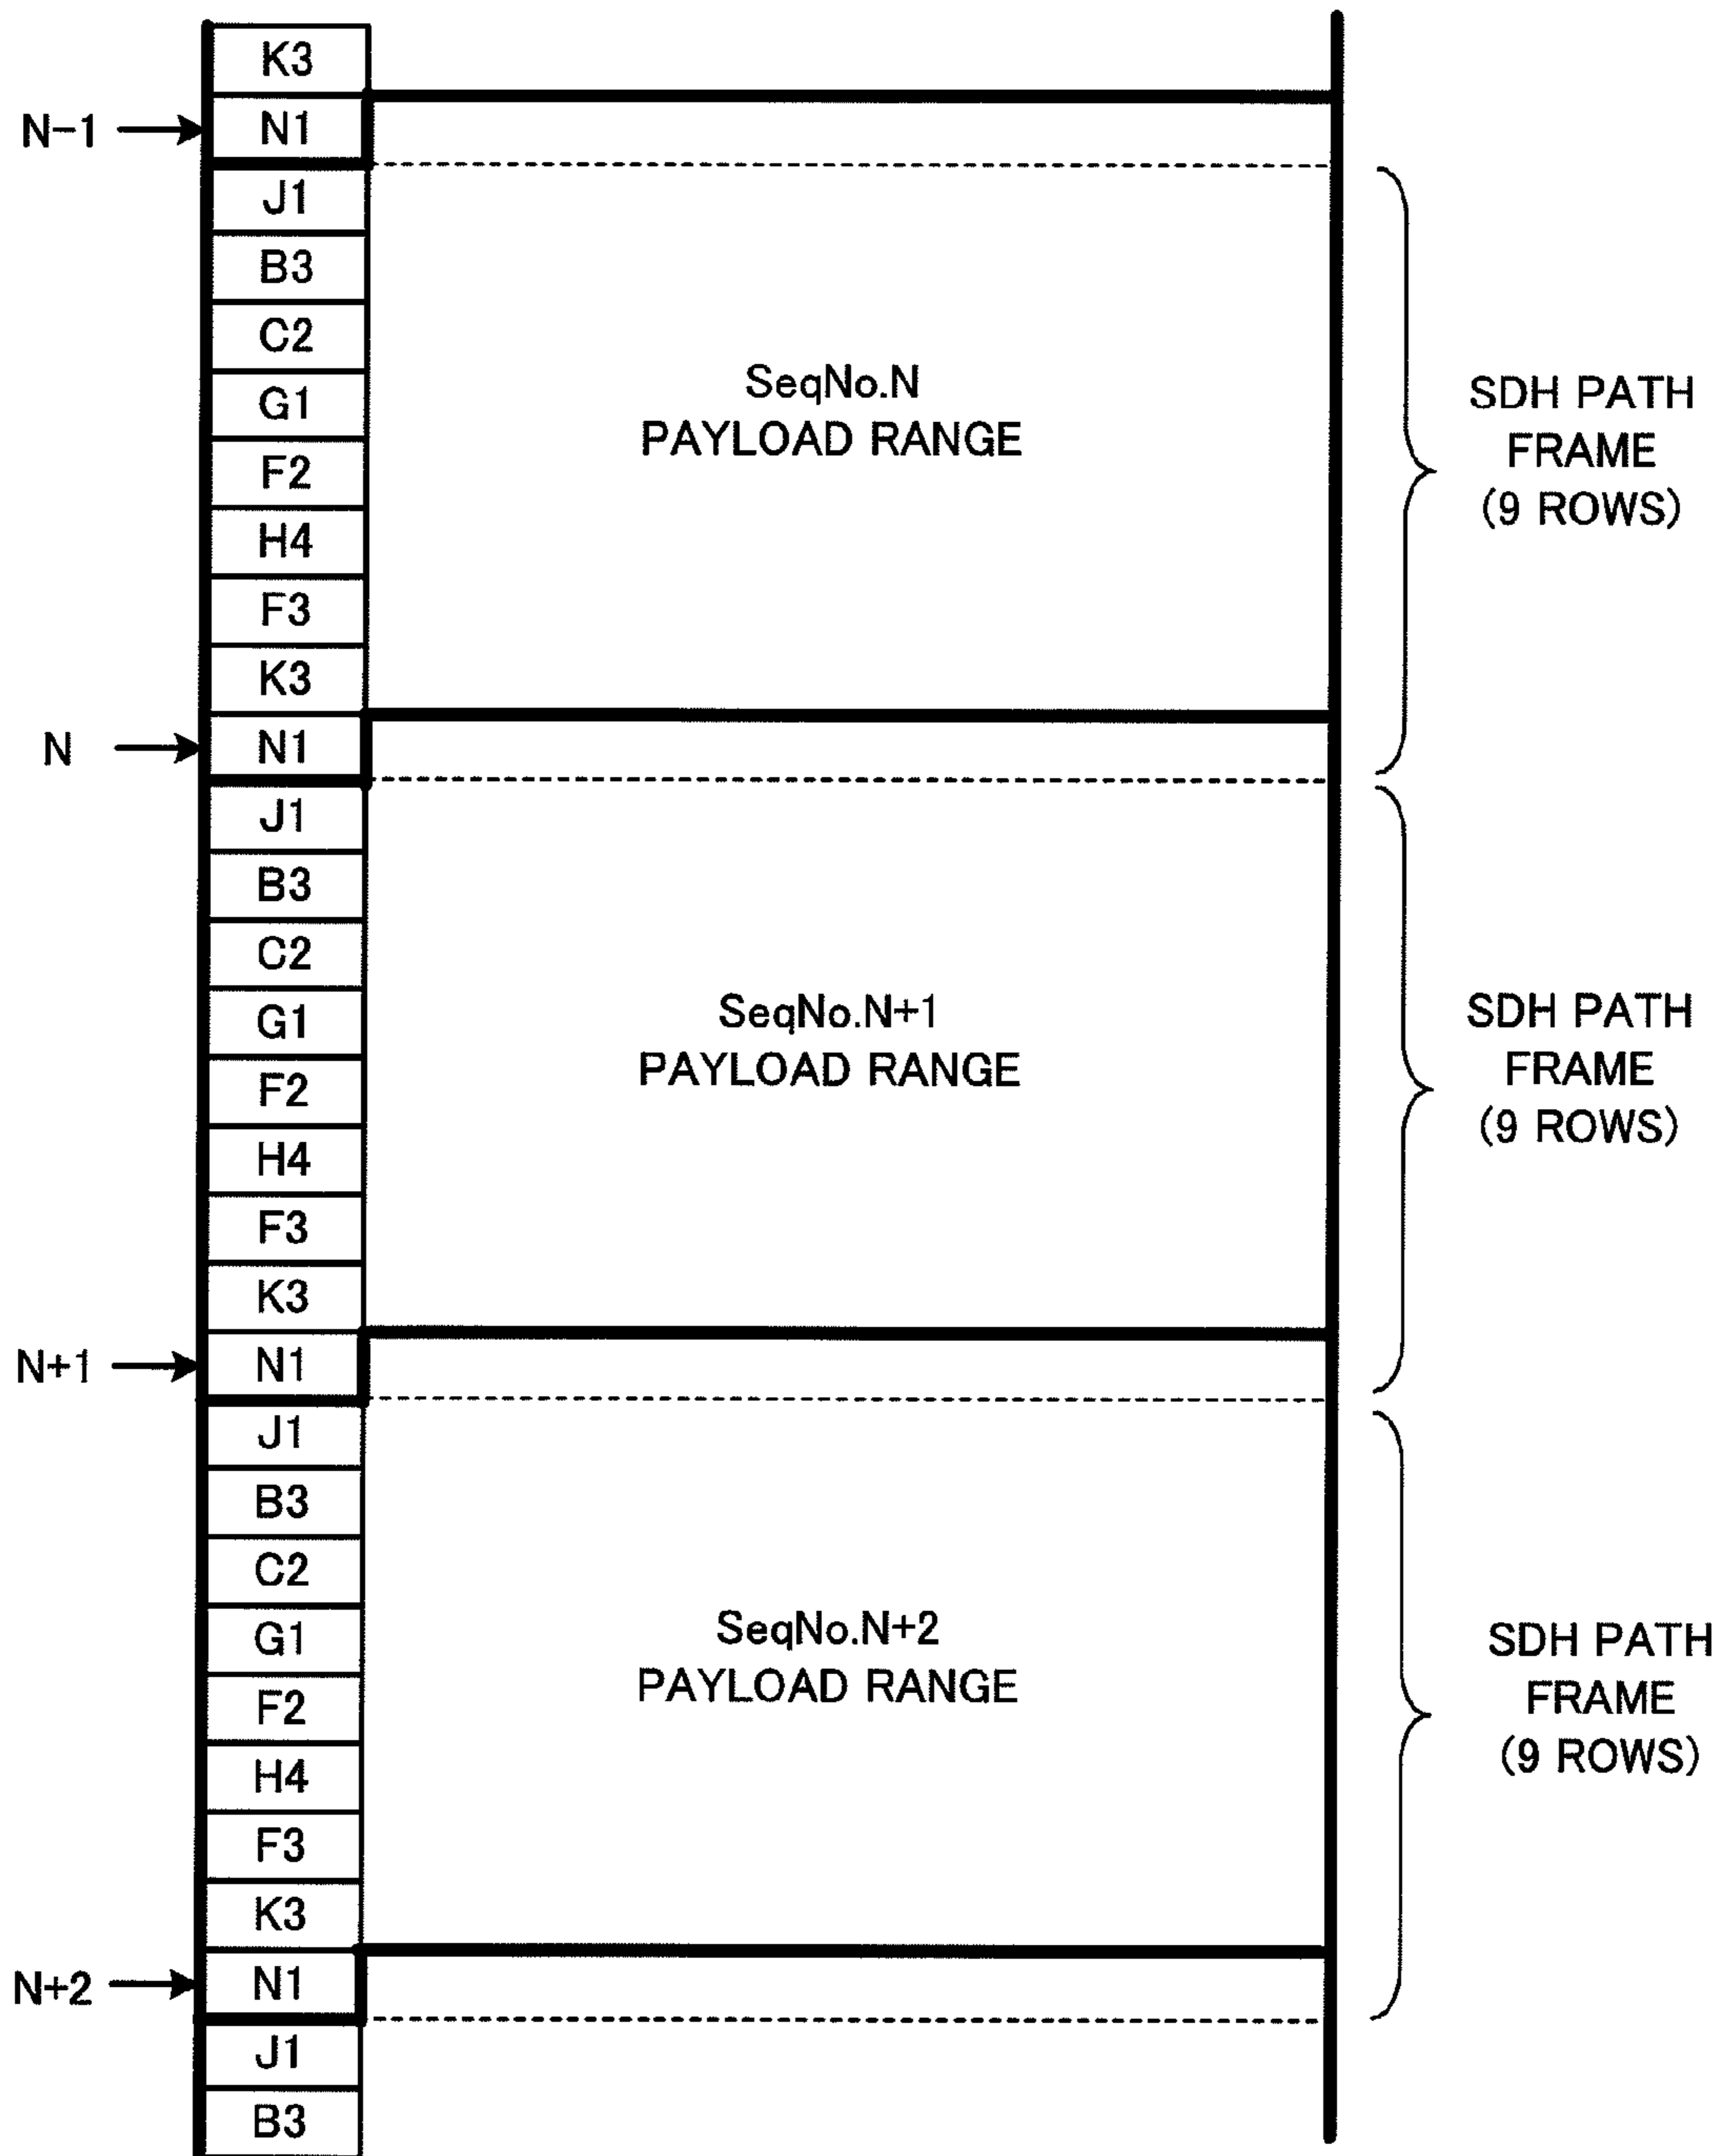 K3
N-1
N1
J1
B3
C2
G1
F2
H4
F3
K3
SeqNo.N
PAYLOAD RANGE
SDH PATH
FRAME
(9 ROWS)
N
N1
J1
B3
C2
G1
F2
H4
F3
K3
SeqNo.N+1
PAYLOAD RANGE
SDH PATH
FRAME
(9 ROWS)
N+1
N1
J1
B3
C2
G1
F2
H4
F3
K3
SeqNo.N+2
PAYLOAD RANGE
SDH PATH
FRAME
(9 ROWS)
N+2
N1
J1
B3